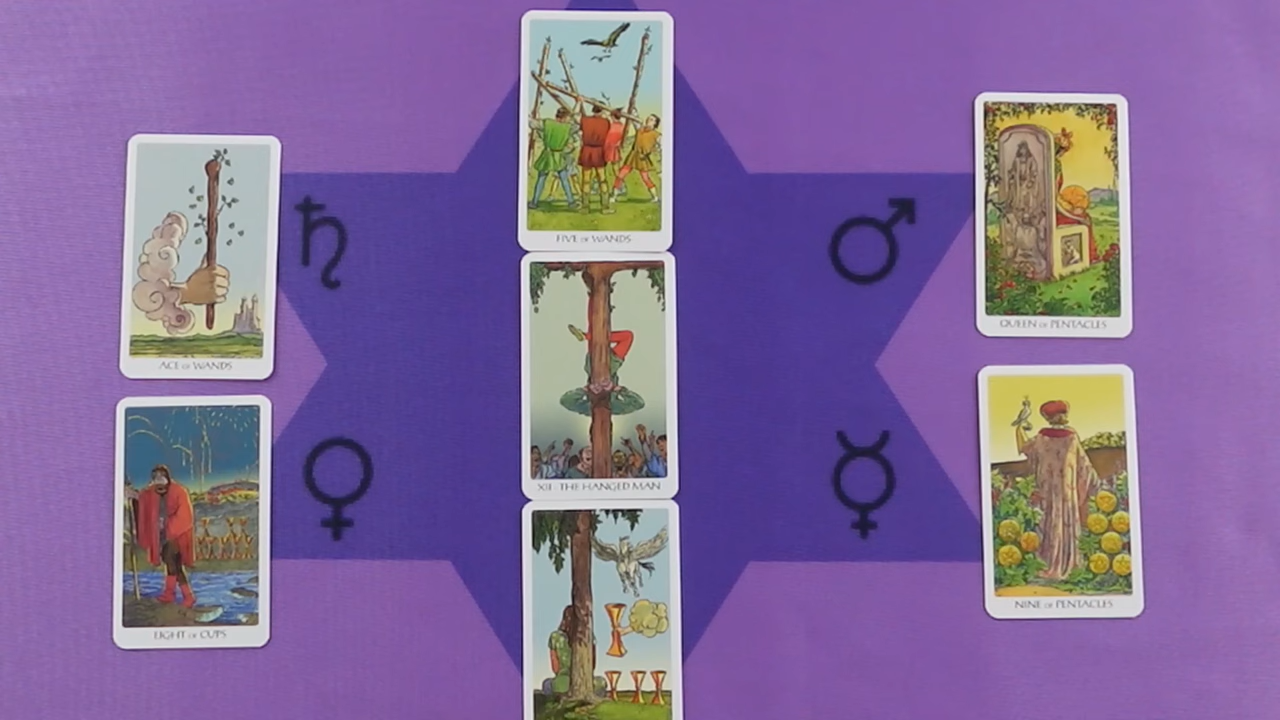 FIVE OF WANDS
QUEEN OF PENTACLES
ACE OF WANDS
XII - THE HANGED MAN
NINE OF PENTACLES
EIGHT OF CUPS